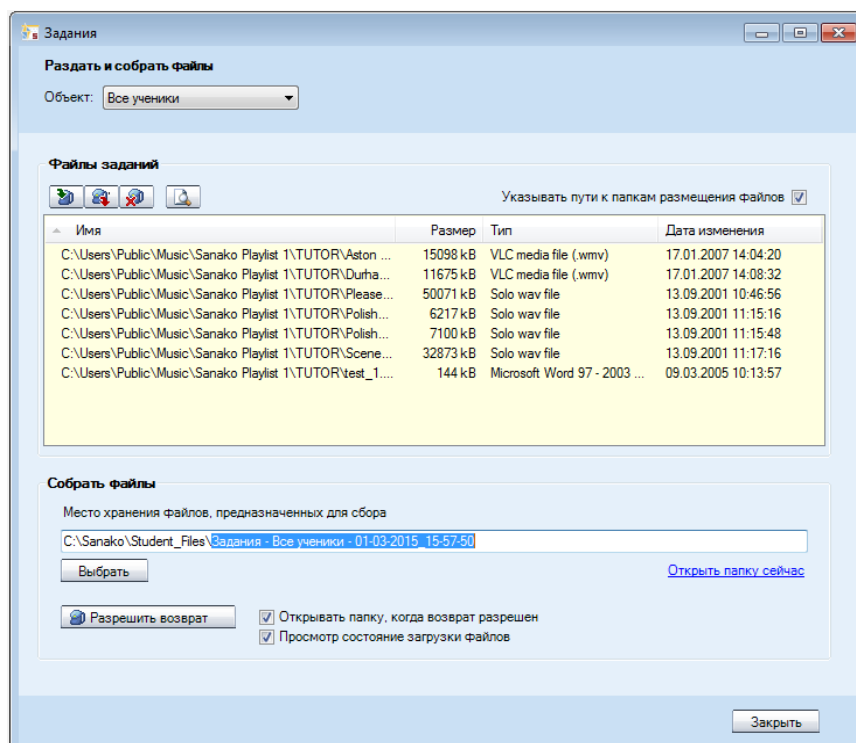 Задания
Раздать и собрать файлы
Объект: Все ученики
Файлы заданий
Указывать пути к папкам размещения файлов
Имя Размер Тип Дата изменения
C:\Users\Public\Music\Sanako Playlist 1\TUTOR\Aston ... 15098 kB VLC media file (.wmv) 17.01.2007 14:04:20
C:\Users\Public\Music\Sanako Playlist 1\TUTOR\Durha... 11675 kB VLC media file (.wmv) 17.01.2007 14:08:32
C:\Users\Public\Music\Sanako Playlist 1\TUTOR\Please... 50071 kB Solo wav file 13.09.2001 10:46:56
C:\Users\Public\Music\Sanako Playlist 1\TUTOR\Polish... 6217 kB Solo wav file 13.09.2001 11:15:16
C:\Users\Public\Music\Sanako Playlist 1\TUTOR\Polish... 7100 kB Solo wav file 13.09.2001 11:15:48
C:\Users\Public\Music\Sanako Playlist 1\TUTOR\Scene... 32873 kB Solo wav file 13.09.2001 11:17:16
C:\Users\Public\Music\Sanako Playlist 1\TUTOR\test_1.... 144 kB Microsoft Word 97 - 2003 ... 09.03.2005 10:13:57
Собрать файлы
Место хранения файлов, предназначенных для сбора
C:\Sanako\Student_Files\Задания - Все ученики - 01-03-2015_15-57-50
Выбрать Открыть папку сейчас
Разрешить возврат Открывать папку, когда возврат разрешен
Просмотр состояние загрузки файлов
Закрыть